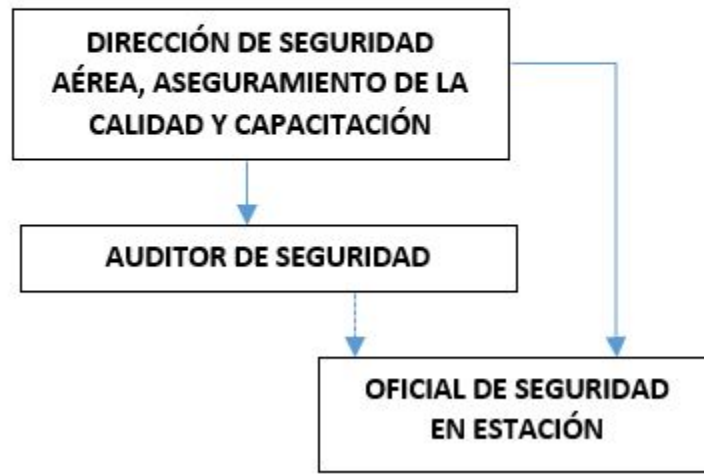 DIRECCIÓN DE SEGURIDAD
AÉREA, ASEGURAMIENTO DE LA
CALIDAD Y CAPACITACIÓN
AUDITOR DE SEGURIDAD
OFICIAL DE SEGURIDAD
EN ESTACIÓN